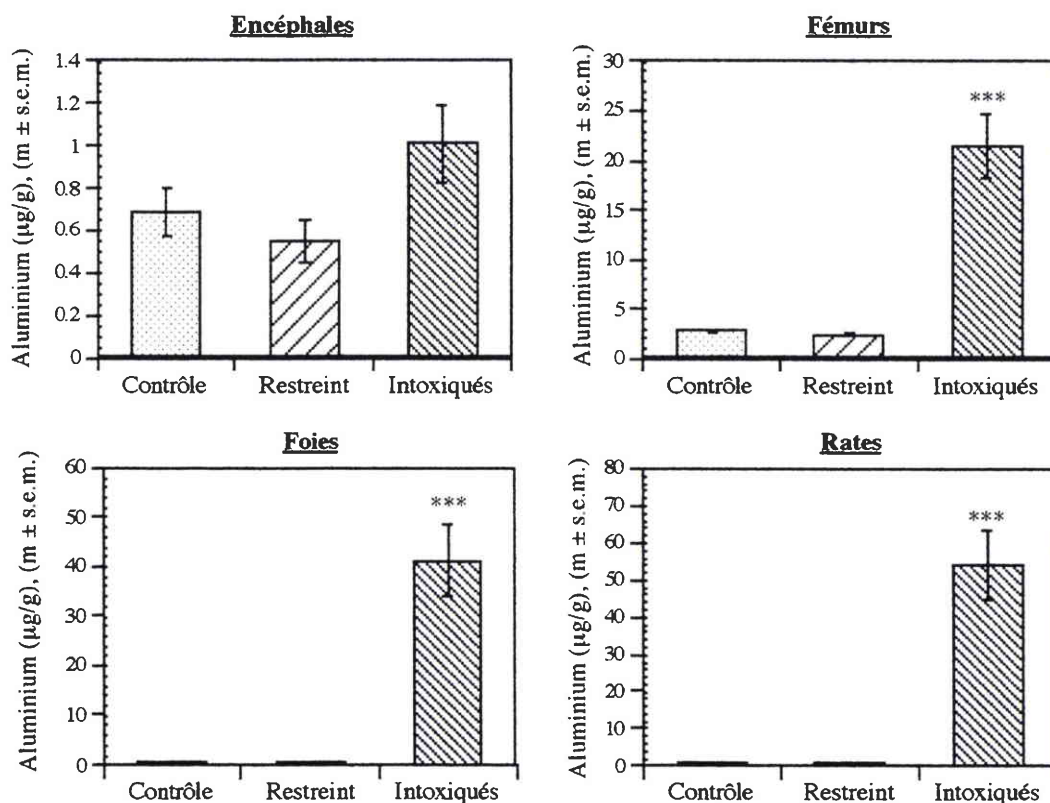 Encéphales
Aluminium (µg/g), (m ± s.e.m.)
1.4
1.2
1
0.8
0.6
0.4
0.2
0
Contrôle Restreint Intoxiqués
Fémurs
Aluminium (µg/g), (m ± s.e.m.)
30
25
20
15
10
5
0
***
Contrôle Restreint Intoxiqués
Foies
Aluminium (µg/g), (m ± s.e.m.)
60
50
40
30
20
10
0
***
Contrôle Restreint Intoxiqués
Rates
Aluminium (µg/g), (m ± s.e.m.)
80
70
60
50
40
30
20
10
0
***
Contrôle Restreint Intoxiqués